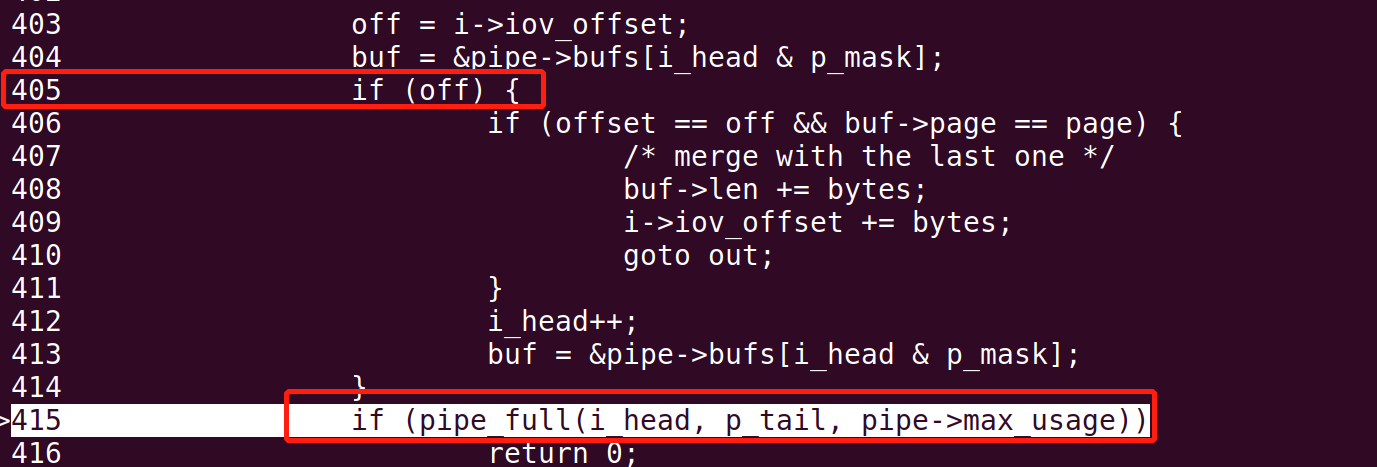 403 off = i->iov_offset;
404 buf = &pipe->bufs[i_head & p_mask];
405 if (off) {
406 if (offset == off && buf->page == page) {
407 /* merge with the last one */
408 buf->len += bytes;
409 i->iov_offset += bytes;
410 goto out;
411 }
412 i_head++;
413 buf = &pipe->bufs[i_head & p_mask];
414 }
>415 if (pipe_full(i_head, p_tail, pipe->max_usage))
416 return 0;